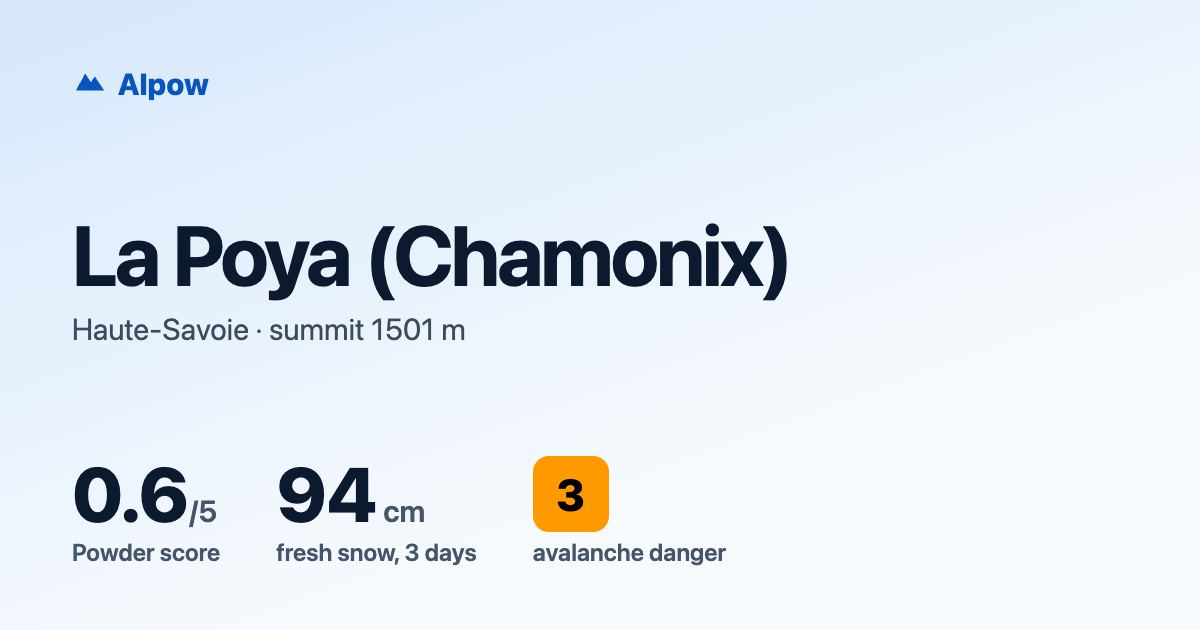 Alpow
La Poya (Chamonix)
Haute-Savoie · summit 1501 m
0.6/5
Powder score
94 cm
fresh snow, 3 days
3
avalanche danger